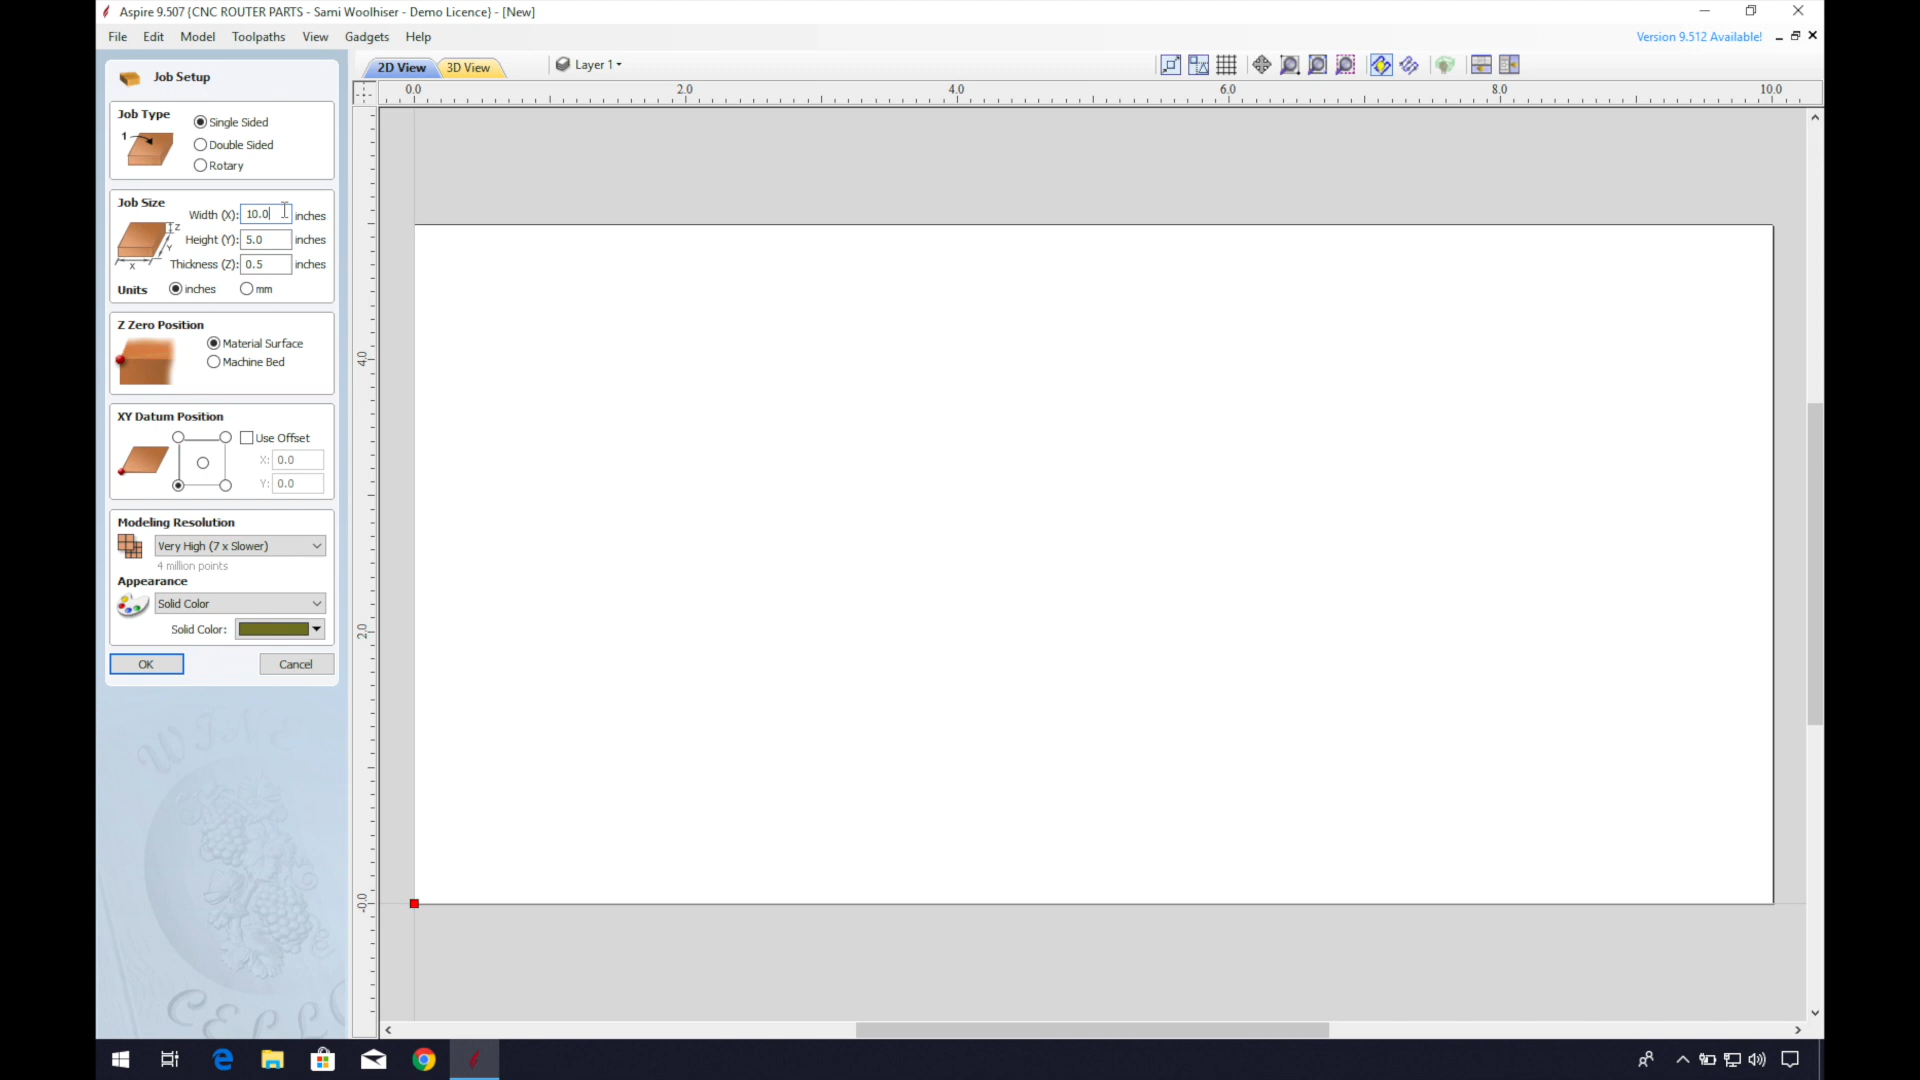 Aspire 9.507 {CNC ROUTER PARTS - Sami Woolhiser - Demo Licence} - [New]
File Edit Model Toolpaths View Gadgets Help
Version 9.512 Available!
Job Setup
2D View 3D View Layer 1
0.0 2.0 4.0 6.0 8.0 10.0
Job Type
1
Single Sided
Double Sided
Rotary
Job Size
Width (X): 10.0 inches
Height (Y): 5.0 inches
Thickness (Z): 0.5 inches
Z
Y
X
Units inches mm
Z Zero Position
Material Surface
Machine Bed
XY Datum Position
Use Offset
X: 0.0
Y: 0.0
Modeling Resolution
Very High (7 x Slower)
4 million points
Appearance
Solid Color
Solid Color:
OK Cancel
4.0
2.0
-0.0
WINE
CELL